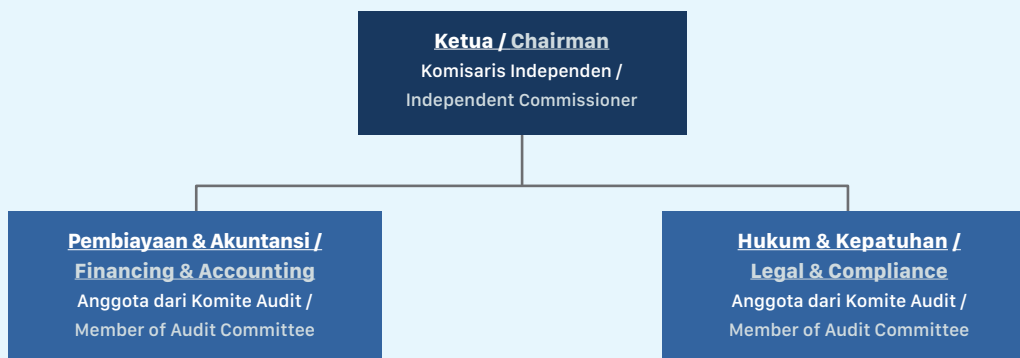 Ketua / Chairman
Komisaris Independen /
Independent Commissioner
Pembiayaan & Akuntansi /
Financing & Accounting
Anggota dari Komite Audit /
Member of Audit Committee
Hukum & Kepatuhan /
Legal & Compliance
Anggota dari Komite Audit /
Member of Audit Committee